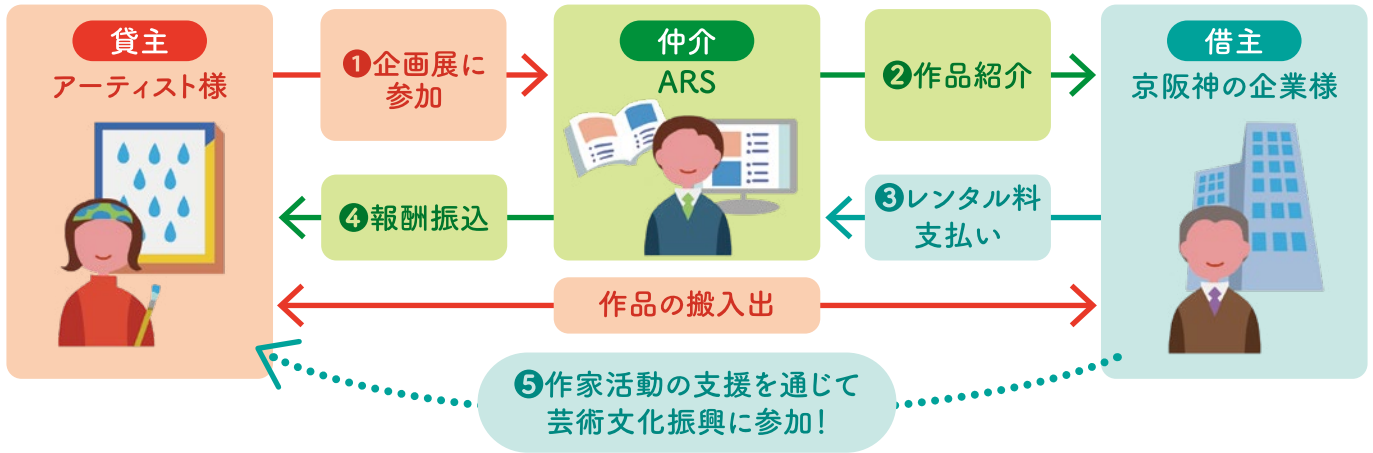 貸主
アーティスト様
❶企画展に
参加
仲介
ARS
❷作品紹介
借主
京阪神の企業様
❹報酬振込
❸レンタル料
支払い
作品の搬入出
❺作家活動の支援を通じて
芸術文化振興に参加!